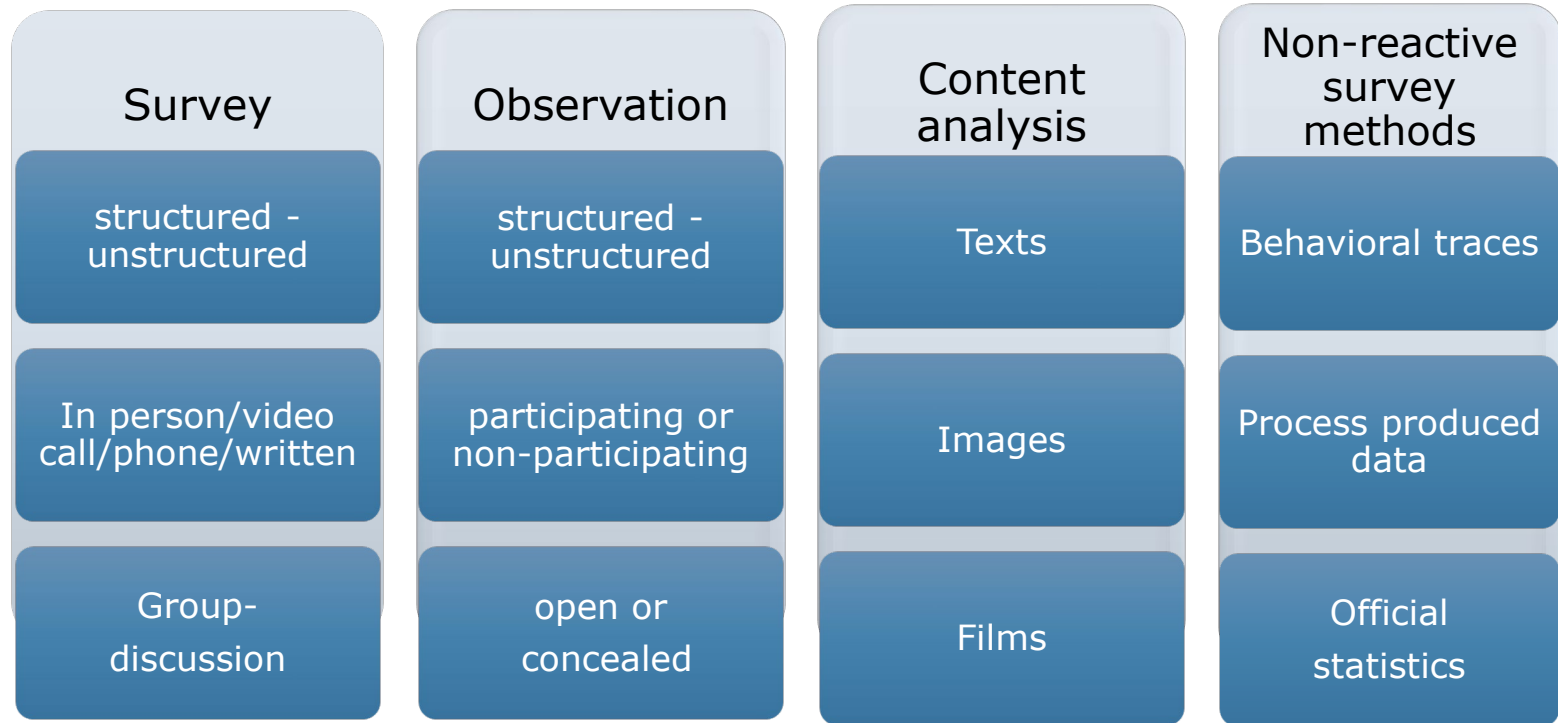 Survey
structured -
unstructured
In person/video
call/phone/written
Group-
discussion
Observation
structured -
unstructured
participating or
non-participating
open or
concealed
Content
analysis
Texts
Images
Films
Non-reactive
survey
methods
Behavioral traces
Process produced
data
Official
statistics